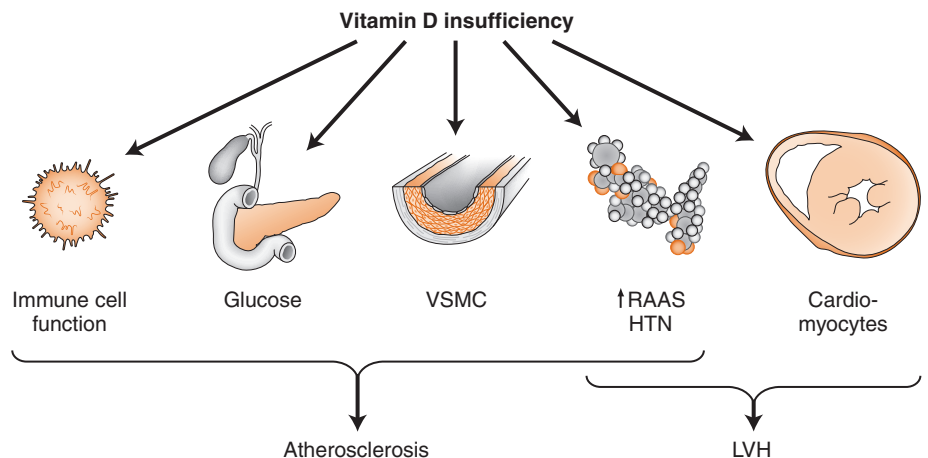 Vitamin D insufficiency
Immune cell
function
Glucose
VSMC
↑RAAS
HTN
Cardio-
myocytes
Atherosclerosis
LVH